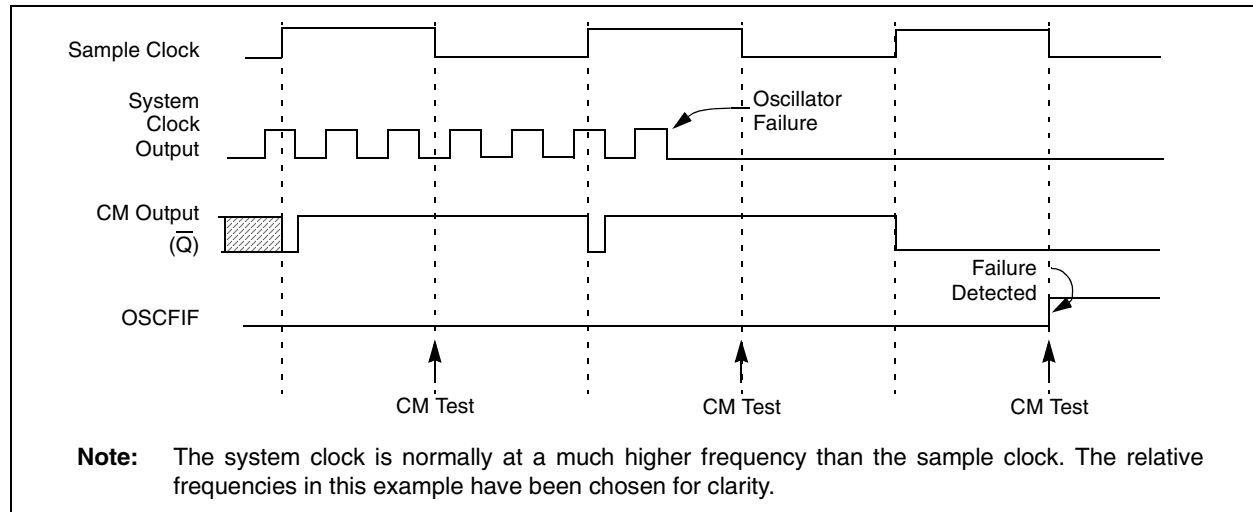 Sample Clock
System
Clock
Output
Oscillator
Failure
CM Output
(Q̅)
Failure
Detected
OSCFIF
CM Test
CM Test
CM Test
Note: The system clock is normally at a much higher frequency than the sample clock. The relative
frequencies in this example have been chosen for clarity.